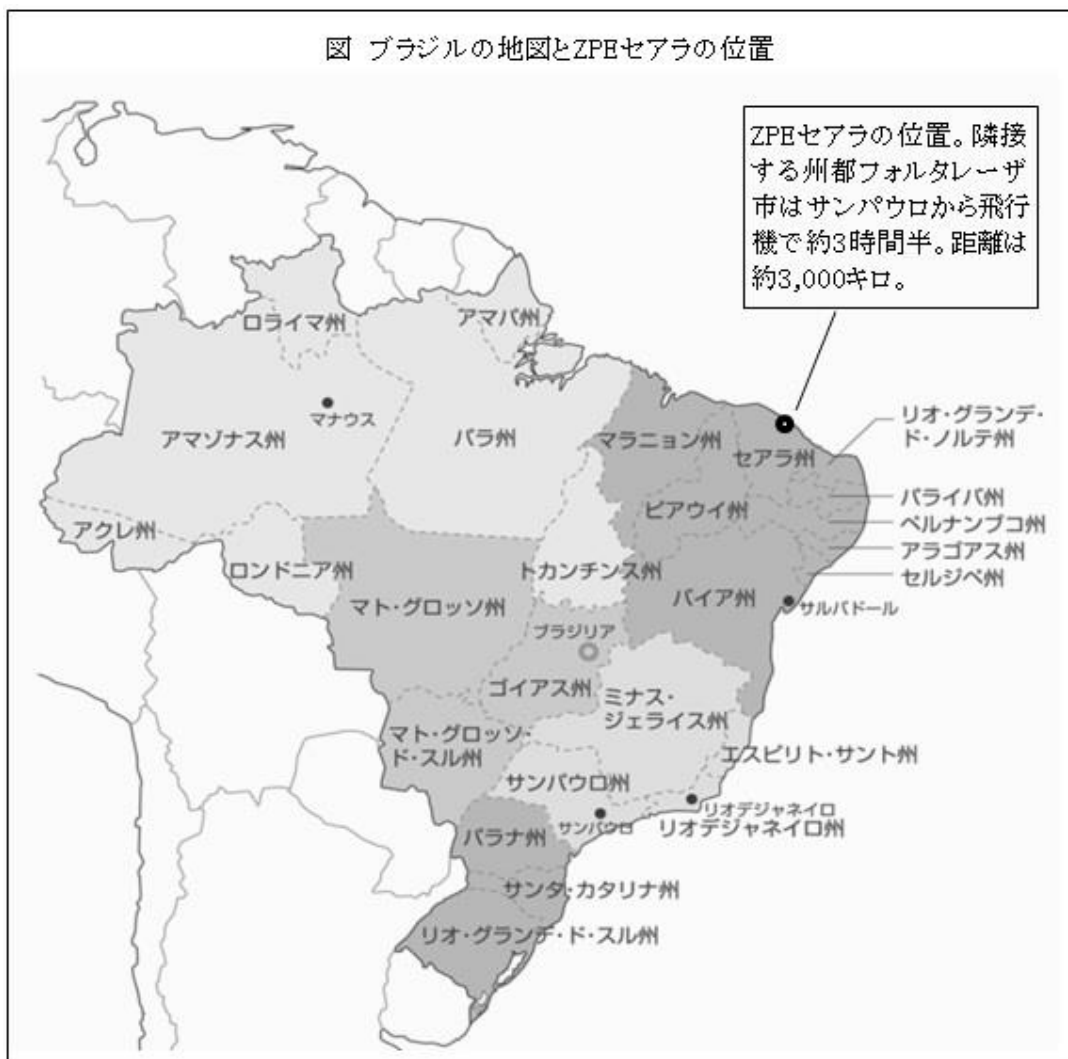 図 ブラジルの地図とZPEセアラの位置
ZPEセアラの位置。隣接
する州都フォルタレーザ
市はサンパウロから飛行
機で約3時間半。距離は
約3,000キロ。
ロライマ州
アマパ州
マナウス
アマゾナス州
パラ州
マラニョン州
セアラ州
リオ・グランデ・
ド・ノルテ州
ピアウイ州
パライバ州
ペルナンブコ州
アラゴアス州
セルジペ州
アクレ州
ロンドニア州
トカンチンス州
マト・グロッソ州
バイア州
サルバドール
ブラジリア
ゴイアス州
ミナス・
ジェライス州
マト・グロッソ・
ド・スル州
エスピリト・サント州
サンパウロ州
サンパウロ
リオデジャネイロ
リオデジャネイロ州
パラナ州
サンタ・カタリナ州
リオ・グランデ・ド・スル州